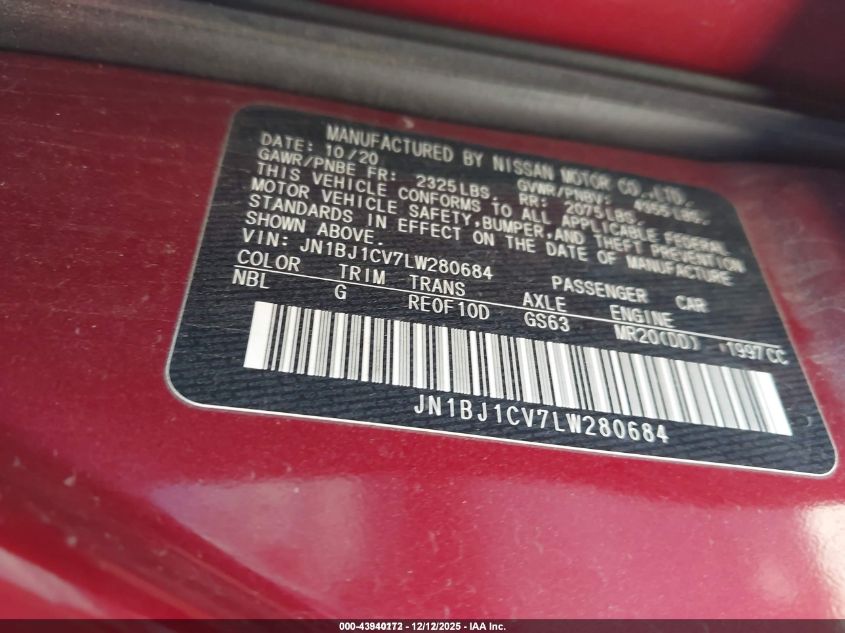 MANUFACTURED BY NISSAN MOTOR CO.,LTD.
DATE: 10/20 GVWR/PNBV: LBS.
GAWR/PNBE FR: 2325LBS RR: 2075LBS.
THIS VEHICLE CONFORMS TO ALL APPLICABLE FEDERAL
MOTOR VEHICLE SAFETY,BUMPER,AND THEFT PREVENTION
STANDARDS IN EFFECT ON THE DATE OF MANUFACTURE
SHOWN ABOVE.
VIN: JN1BJ1CV7LW280684 PASSENGER CAR
COLOR TRIM TRANS AXLE ENGINE
NBL G RE0F10D GS63 MR20(DD) 1997CC
JN1BJ1CV7LW280684
000-43940172 - 12/12/2025 - IAA Inc.